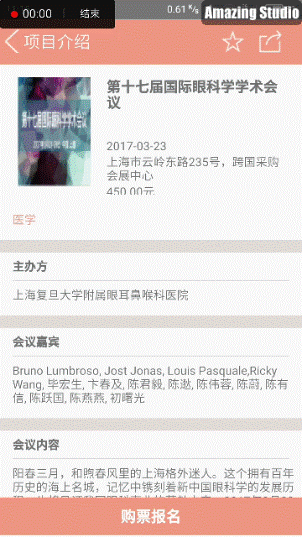 00:00 结束
0.61 K/s
Amazing Studio
项目介绍
第十七届国际眼科学学术会
议
2017-03-23
上海市云岭东路235号，跨国采购
会展中心
450.00元
医学
主办方
上海复旦大学附属眼耳鼻喉科医院
会议嘉宾
Bruno Lumbroso, Jost Jonas, Louis Pasquale,Ricky
Wang, 毕宏生, 卞春及, 陈君毅, 陈逖, 陈伟蓉, 陈蔚, 陈有
信, 陈跃国, 陈燕燕, 初曙光
会议内容
阳春三月，和煦春风里的上海格外迷人。这个拥有百年
历史的海上名城，记忆中镌刻着新中国眼科学的发展历
购票报名